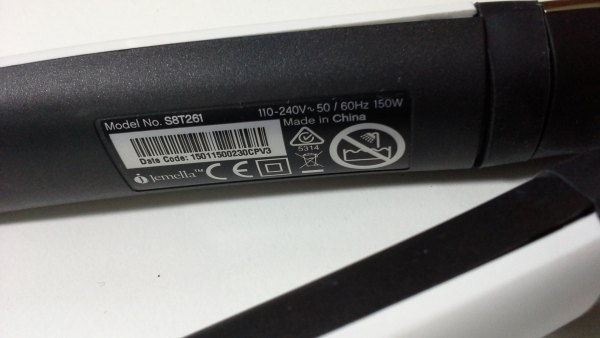 Model No. S8T261
110-240V~ 50 / 60Hz 150W
Made in China
Date Code: 15011500230CPV3
5314
Jemella™ CE